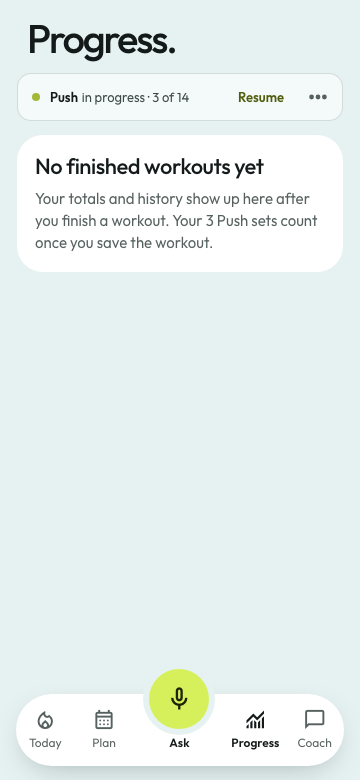 Progress.
Push in progress · 3 of 14 Resume •••
No finished workouts yet
Your totals and history show up here after
you finish a workout. Your 3 Push sets count
once you save the workout.
Today Plan Ask Progress Coach